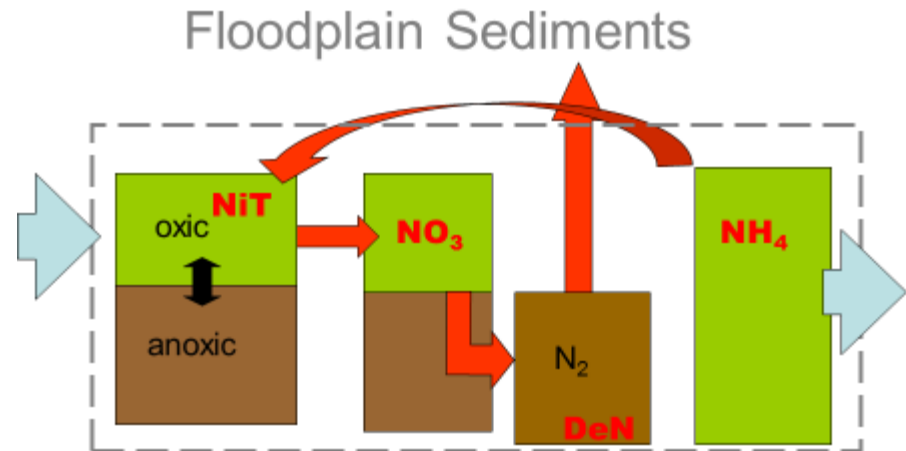 Floodplain Sediments
oxic
NiT
anoxic
NO₃
N₂
DeN
NH₄